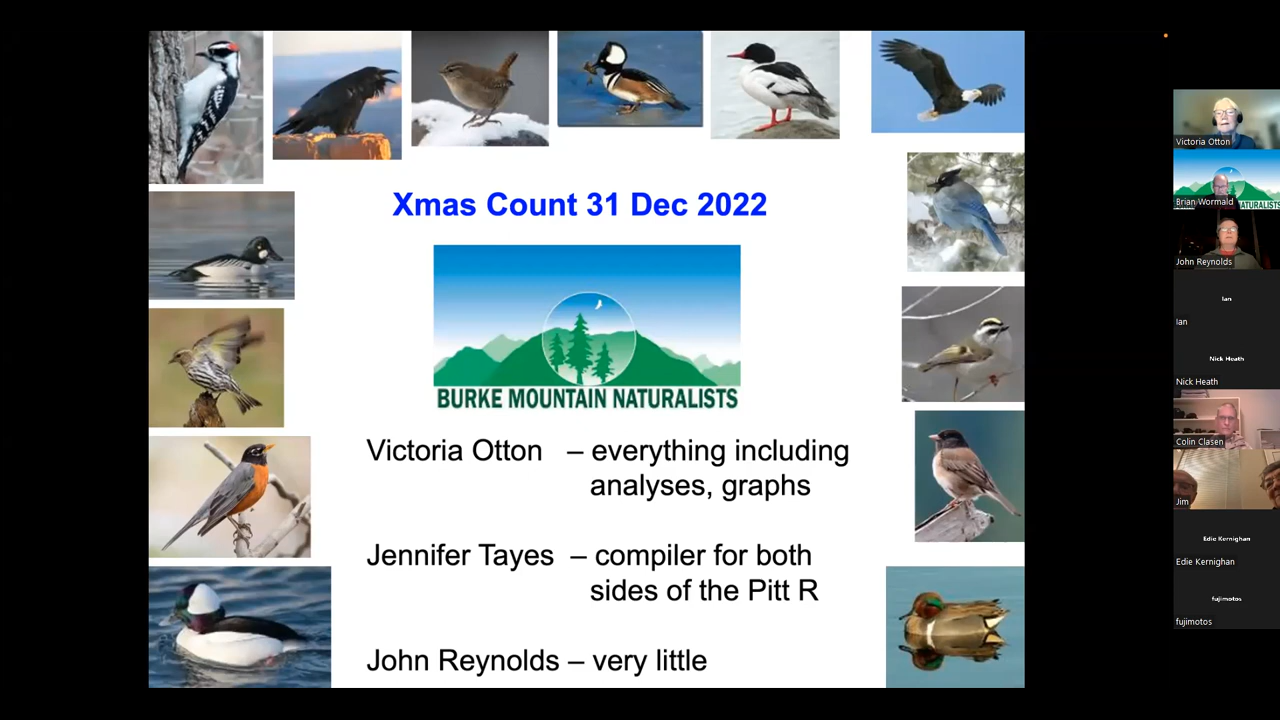 Xmas Count 31 Dec 2022
BURKE MOUNTAIN NATURALISTS
Victoria Otton – everything including
analyses, graphs
Jennifer Tayes – compiler for both
sides of the Pitt R
John Reynolds – very little
Victoria Otton
Brian Wormald
URALISTS
John Reynolds
Ian
Ian
Nick Heath
Nick Heath
Colin Clasen
Jim
Edie Kernighan
Edie Kernighan
fujimotos
fujimotos